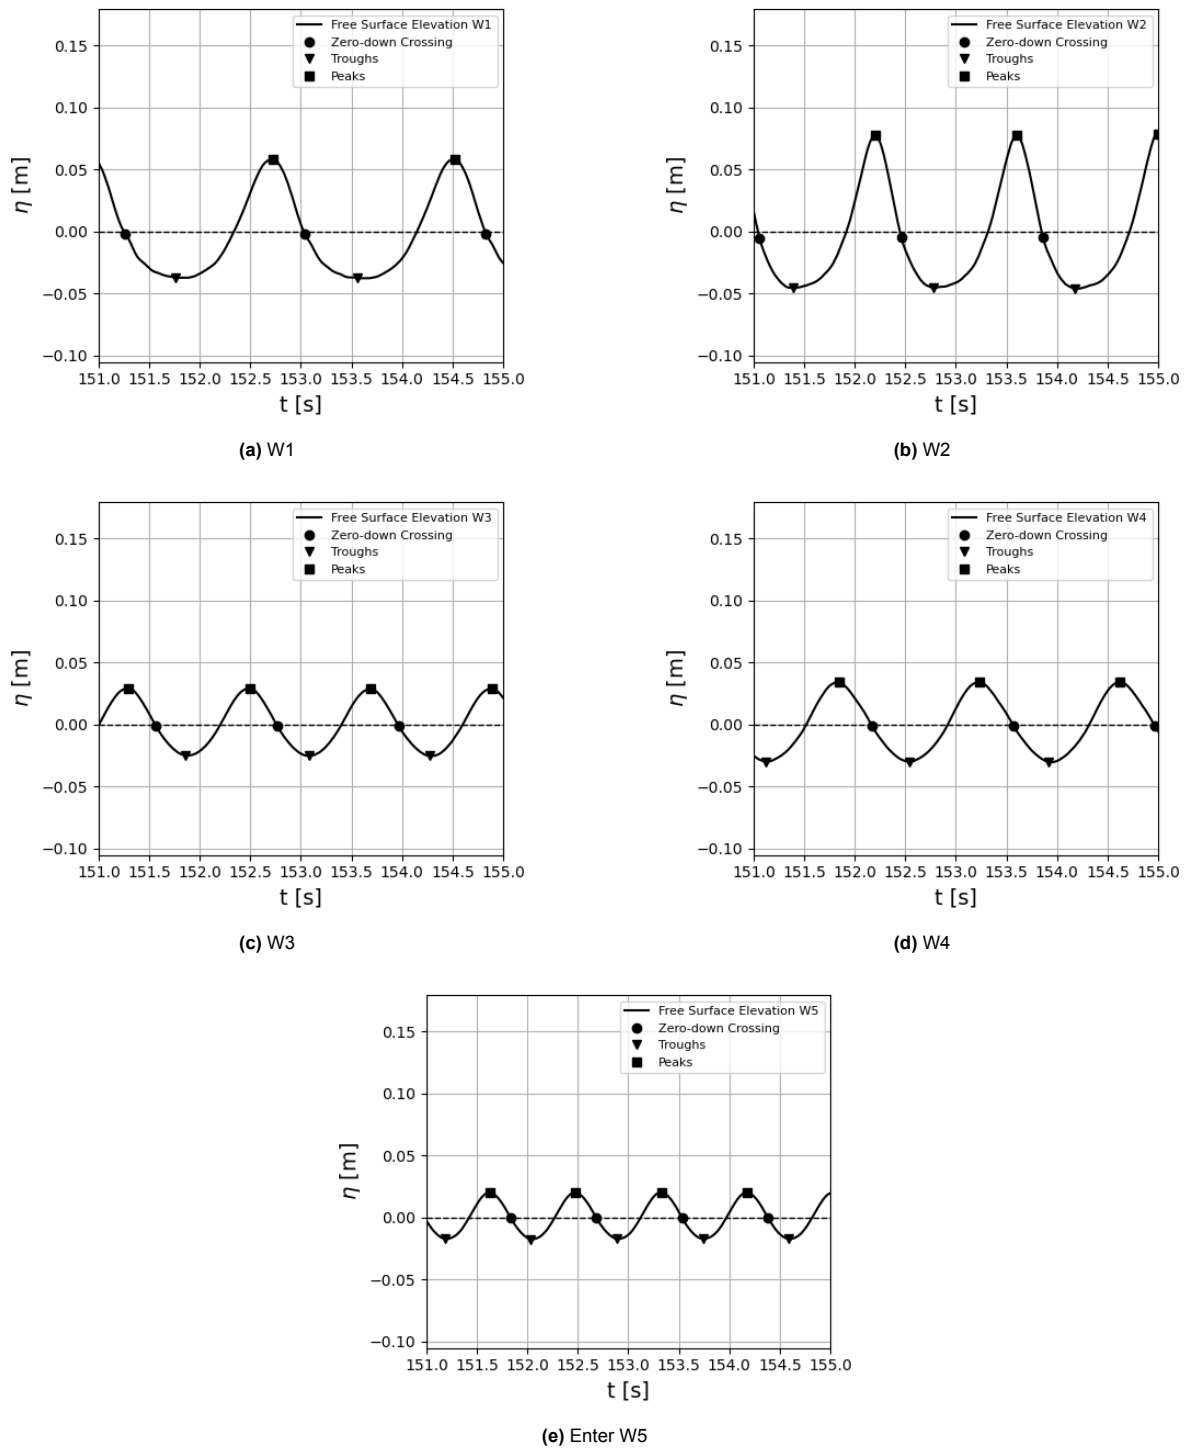 Free Surface Elevation W1
Zero-down Crossing
Troughs
Peaks
0.15
0.10
0.05
0.00
−0.05
−0.10
η [m]
151.0 151.5 152.0 152.5 153.0 153.5 154.0 154.5 155.0
t [s]
(a) W1
Free Surface Elevation W2
Zero-down Crossing
Troughs
Peaks
0.15
0.10
0.05
0.00
−0.05
−0.10
η [m]
151.0 151.5 152.0 152.5 153.0 153.5 154.0 154.5 155.0
t [s]
(b) W2
Free Surface Elevation W3
Zero-down Crossing
Troughs
Peaks
0.15
0.10
0.05
0.00
−0.05
−0.10
η [m]
151.0 151.5 152.0 152.5 153.0 153.5 154.0 154.5 155.0
t [s]
(c) W3
Free Surface Elevation W4
Zero-down Crossing
Troughs
Peaks
0.15
0.10
0.05
0.00
−0.05
−0.10
η [m]
151.0 151.5 152.0 152.5 153.0 153.5 154.0 154.5 155.0
t [s]
(d) W4
Free Surface Elevation W5
Zero-down Crossing
Troughs
Peaks
0.15
0.10
0.05
0.00
−0.05
−0.10
η [m]
151.0 151.5 152.0 152.5 153.0 153.5 154.0 154.5 155.0
t [s]
(e) Enter W5